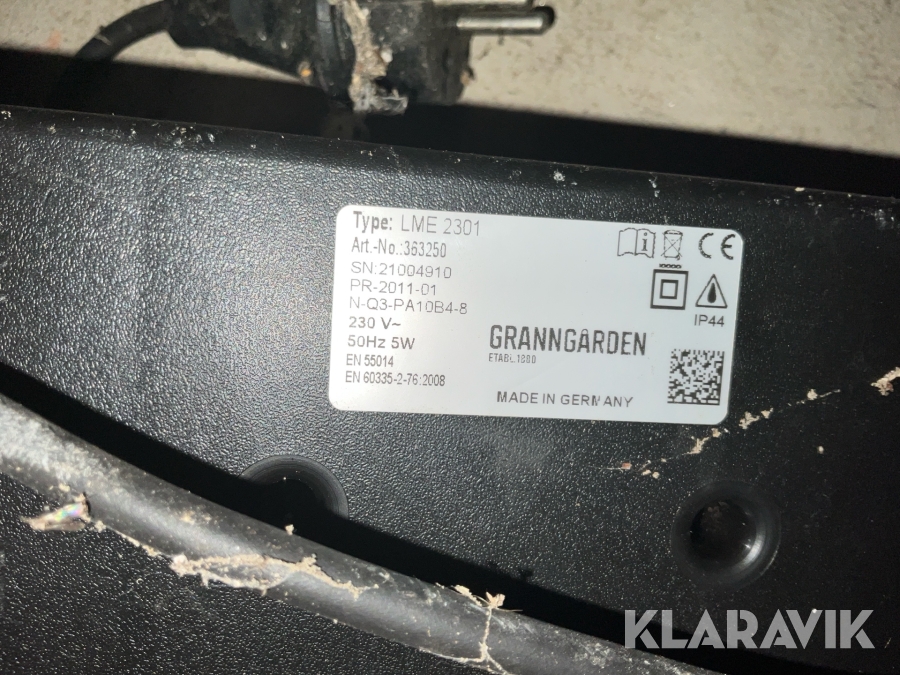 Type: LME 2301
Art.-No.:363250
SN:21004910
PR-2011-01
N-Q3-PA10B4-8
230 V~
50Hz 5W
EN 55014
EN 60335-2-76:2008
GRANNGÅRDEN
ETABL.1880
MADE IN GERMANY
CE
IP44
KLARAVIK